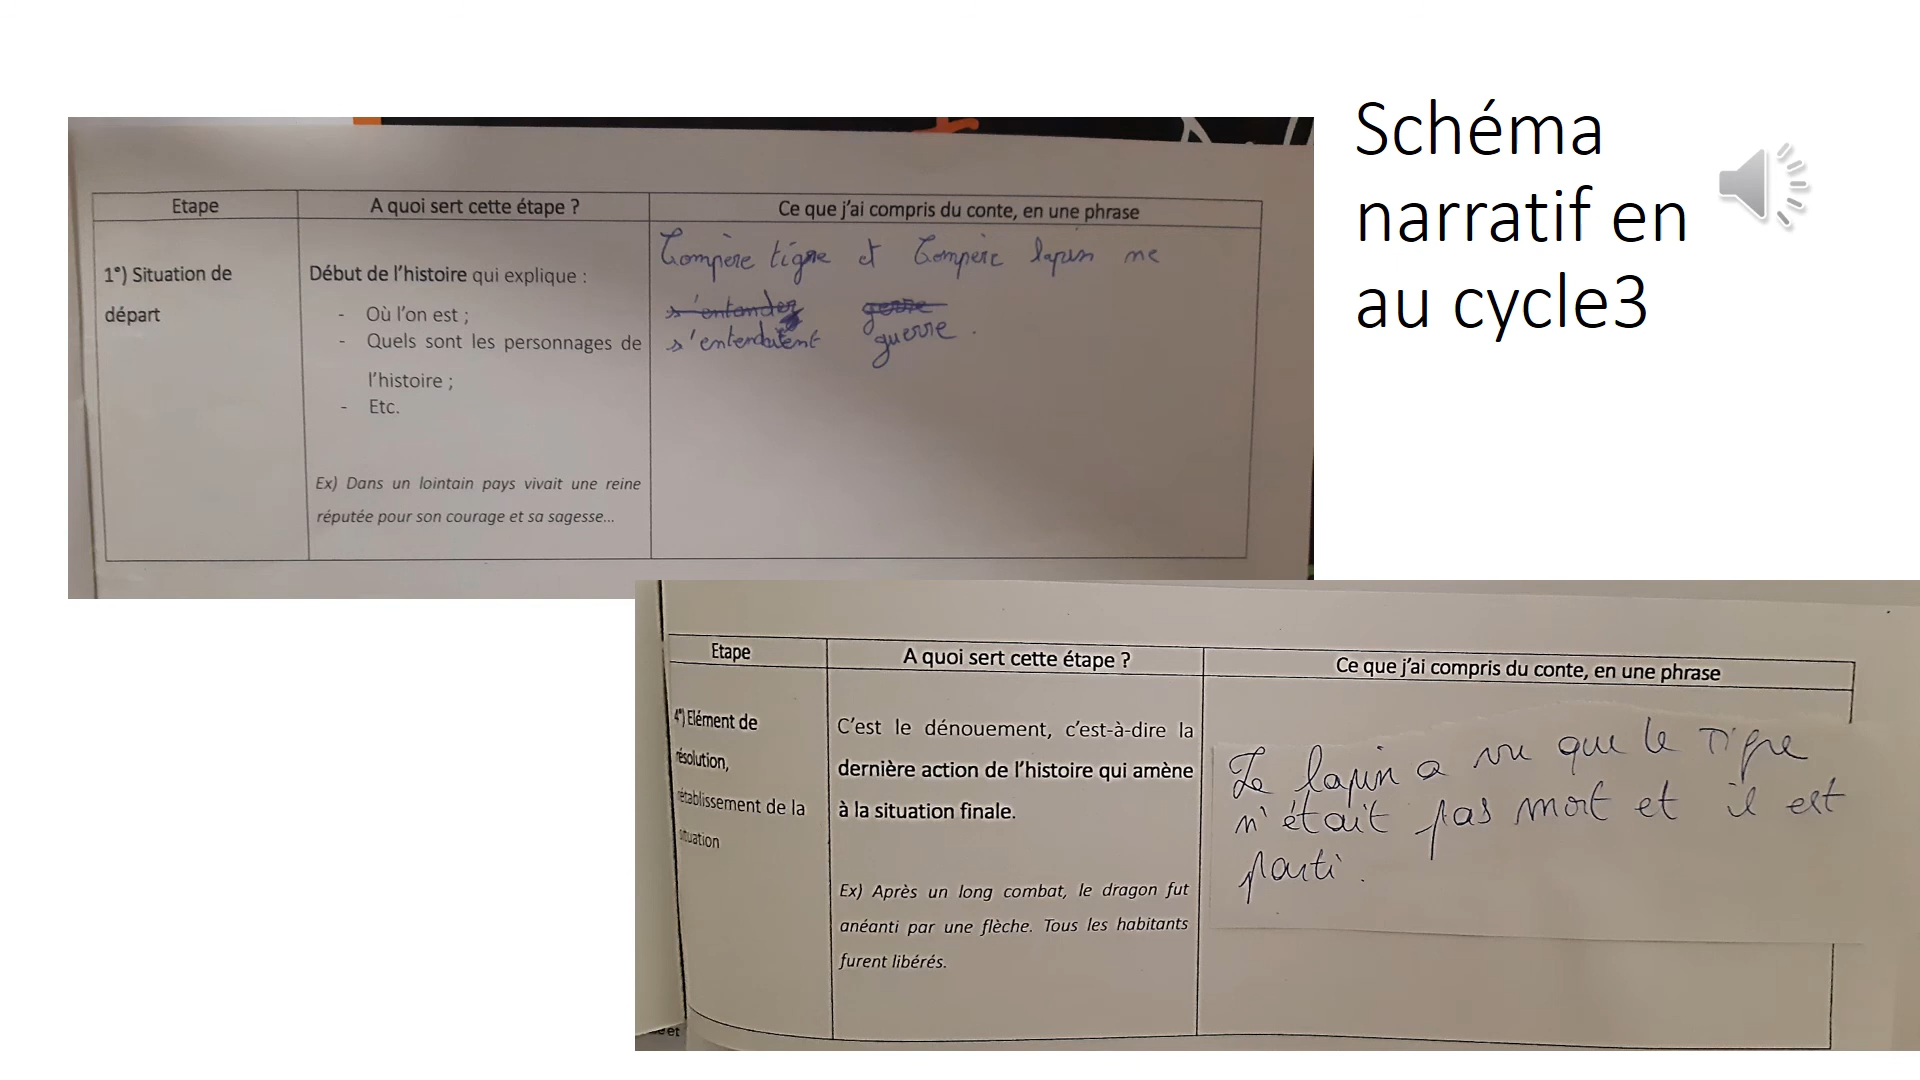 Schéma
narratif en
au cycle3
Etape
A quoi sert cette étape ?
Ce que j'ai compris du conte, en une phrase
1°) Situation de
départ
Début de l'histoire qui explique :
- Où l'on est ;
- Quels sont les personnages de
l'histoire ;
- Etc.
Ex) Dans un lointain pays vivait une reine
réputée pour son courage et sa sagesse...
Compère tigre et Compère lapin ne
s'entender gerre
s'entendaient guerre.
Etape
A quoi sert cette étape ?
Ce que j'ai compris du conte, en une phrase
4°) Elément de
résolution,
rétablissement de la
situation
C'est le dénouement, c'est-à-dire la
dernière action de l'histoire qui amène
à la situation finale.
Ex) Après un long combat, le dragon fut
anéanti par une flèche. Tous les habitants
furent libérés.
Le lapin a vu que le Tigre
n'était pas mort et il est
parti.